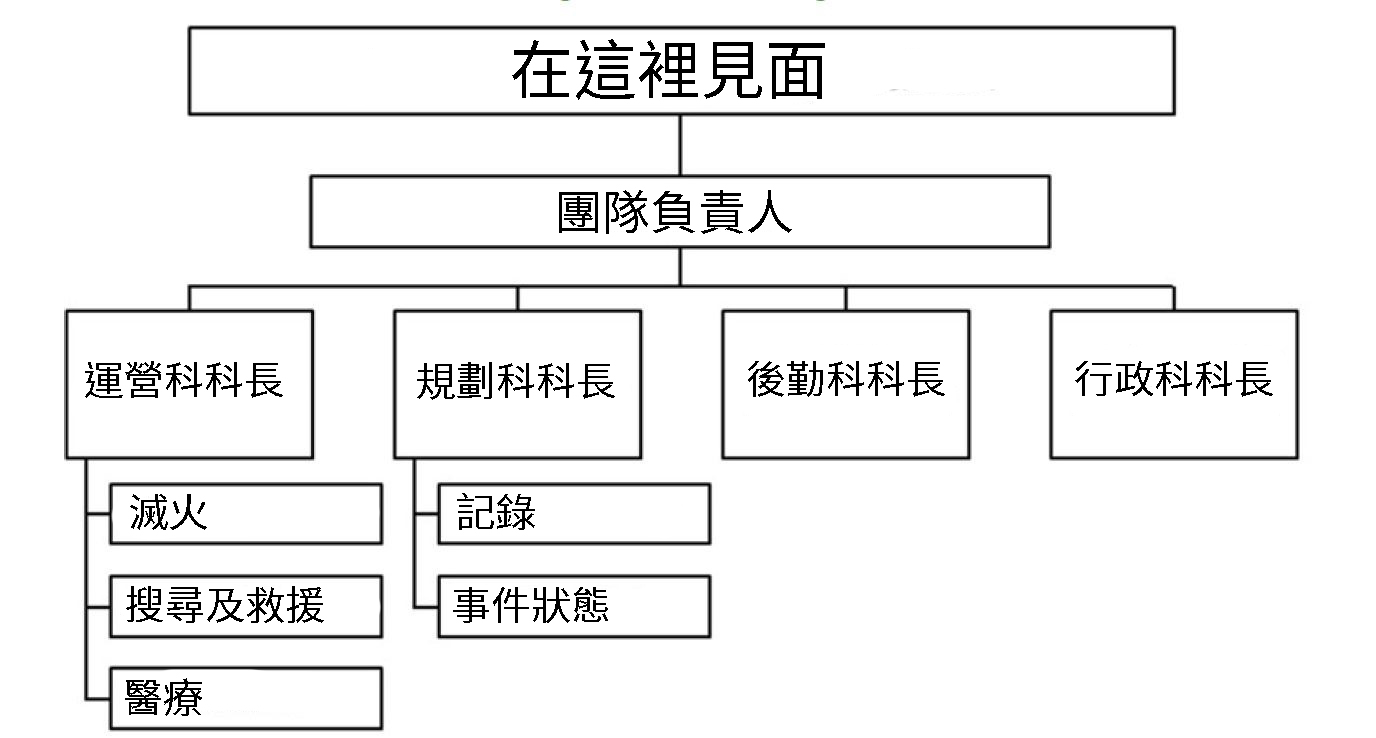 在這裡見面
團隊負責人
運營科科長
規劃科科長
後勤科科長
行政科科長
滅火
搜尋及救援
醫療
記錄
事件狀態